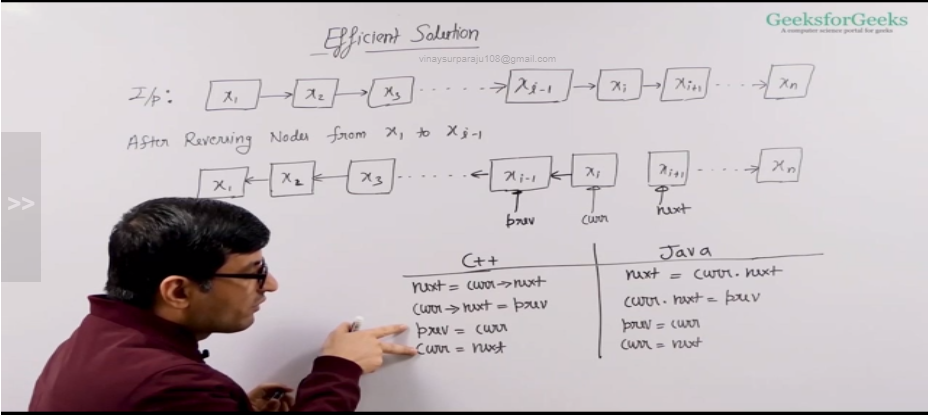 GeeksforGeeks
A computer science portal for geeks
Efficient Solution
vinaysurparaju108@gmail.com
I/p: x1 → x2 → x3 ......→ xi-1 → xi → xi+1 .....→ xn
After Reversing Nodes from x1 to xi-1
x1 ← x2 ← x3 ......← xi-1 ← xi xi+1 .....→ xn
prev curr next
>>
C++ Java
next = curr→next next = curr.next
curr→next = prev curr.next = prev
prev = curr prev = curr
curr = next curr = next